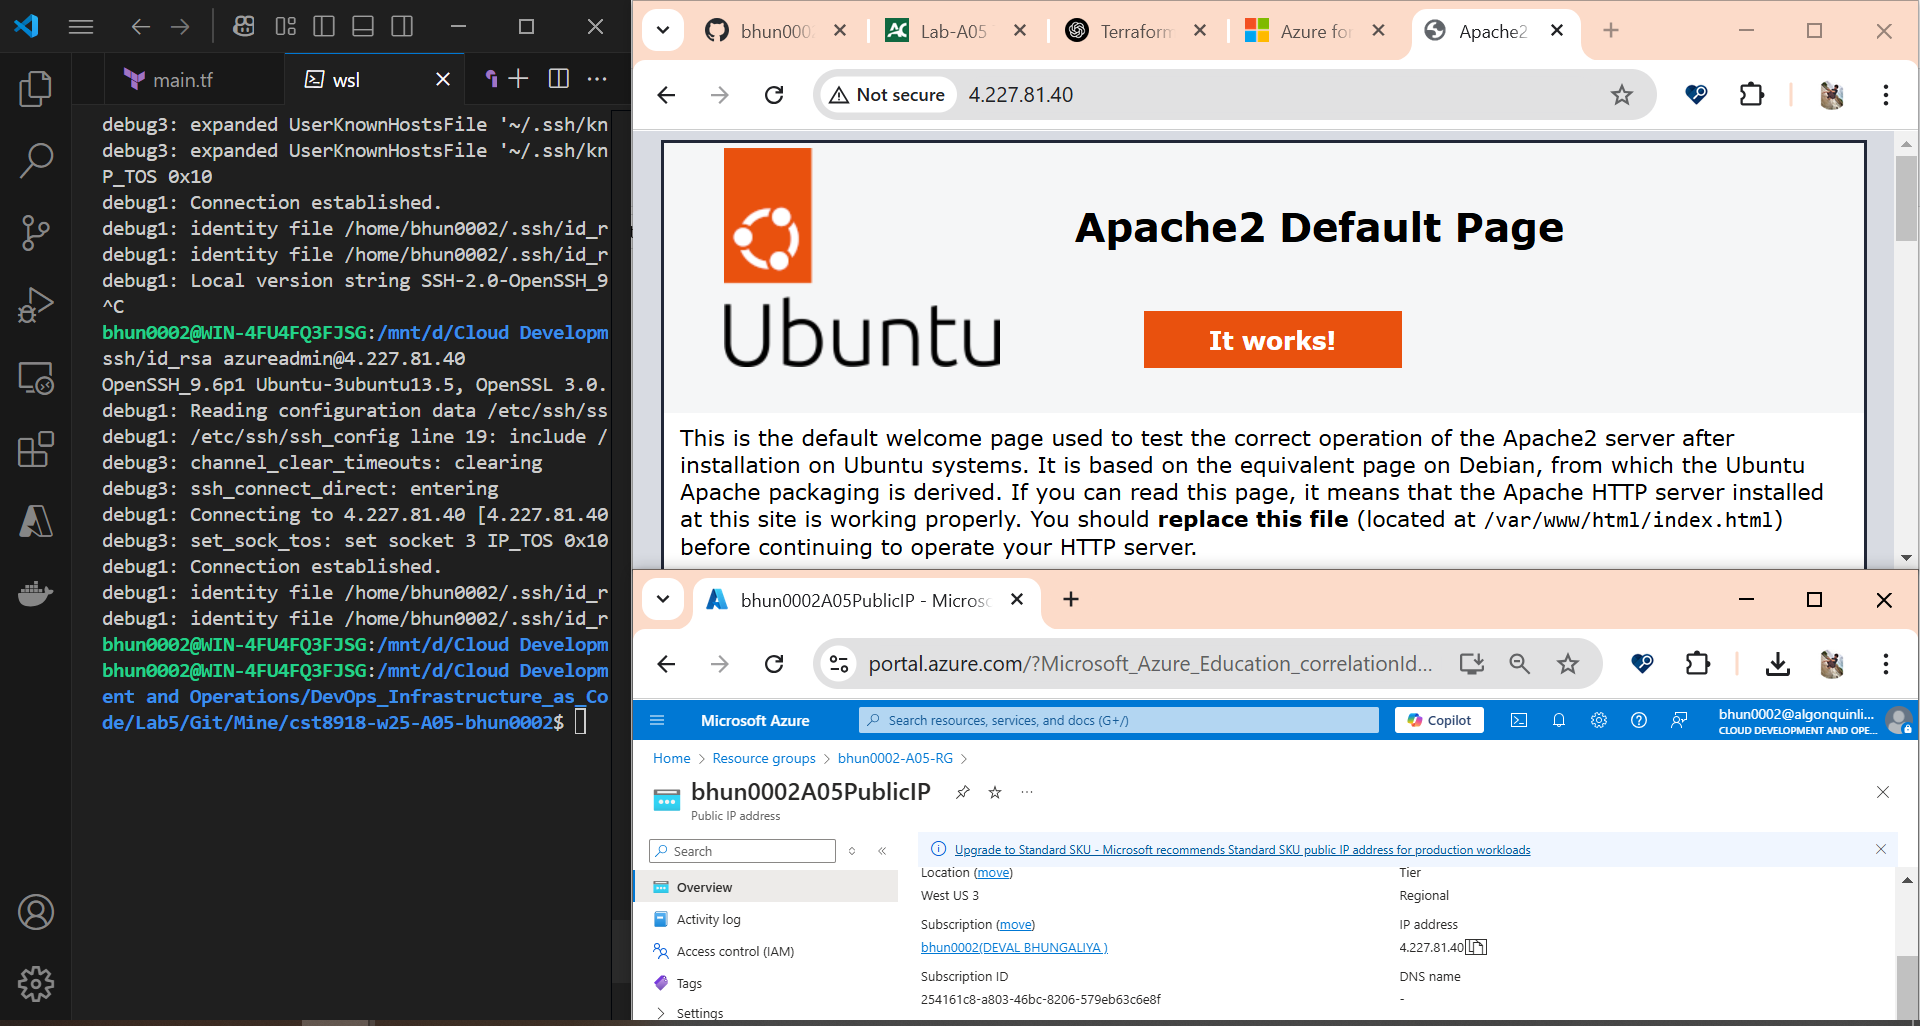 main.tf
wsl
debug3: expanded UserKnownHostsFile '~/.ssh/kn
debug3: expanded UserKnownHostsFile '~/.ssh/kn
P_TOS 0x10
debug1: Connection established.
debug1: identity file /home/bhun0002/.ssh/id_r
debug1: identity file /home/bhun0002/.ssh/id_r
debug1: Local version string SSH-2.0-OpenSSH_9
^C
bhun0002@WIN-4FU4FQ3FJSG:/mnt/d/Cloud Developm
ssh/id_rsa azureadmin@4.227.81.40
OpenSSH_9.6p1 Ubuntu-3ubuntu13.5, OpenSSL 3.0.
debug1: Reading configuration data /etc/ssh/ss
debug1: /etc/ssh/ssh_config line 19: include /
debug3: channel_clear_timeouts: clearing
debug3: ssh_connect_direct: entering
debug1: Connecting to 4.227.81.40 [4.227.81.40
debug3: set_sock_tos: set socket 3 IP_TOS 0x10
debug1: Connection established.
debug1: identity file /home/bhun0002/.ssh/id_r
debug1: identity file /home/bhun0002/.ssh/id_r
bhun0002@WIN-4FU4FQ3FJSG:/mnt/d/Cloud Developm
bhun0002@WIN-4FU4FQ3FJSG:/mnt/d/Cloud Developm
ent and Operations/DevOps_Infrastructure_as_Co
de/Lab5/Git/Mine/cst8918-w25-A05-bhun0002$
bhun000
AC
Lab-A05
Terraform
Azure for
Apache2
Not secure
4.227.81.40
Ubuntu
Apache2 Default Page
It works!
This is the default welcome page used to test the correct operation of the Apache2 server after
installation on Ubuntu systems. It is based on the equivalent page on Debian, from which the Ubuntu
Apache packaging is derived. If you can read this page, it means that the Apache HTTP server installed
at this site is working properly. You should replace this file (located at /var/www/html/index.html)
before continuing to operate your HTTP server.
bhun0002A05PublicIP - Micros
portal.azure.com/?Microsoft_Azure_Education_correlationId...
Microsoft Azure
Search resources, services, and docs (G+/)
Copilot
bhun0002@algonquinli...
CLOUD DEVELOPMENT AND OPE...
Home > Resource groups > bhun0002-A05-RG >
bhun0002A05PublicIP
Public IP address
Search
Overview
Activity log
Access control (IAM)
Tags
Settings
Upgrade to Standard SKU - Microsoft recommends Standard SKU public IP address for production workloads
Location (move)
West US 3
Subscription (move)
bhun0002(DEVAL BHUNGALIYA )
Subscription ID
254161c8-a803-46bc-8206-579eb63c6e8f
Tier
Regional
IP address
4.227.81.40
DNS name
-